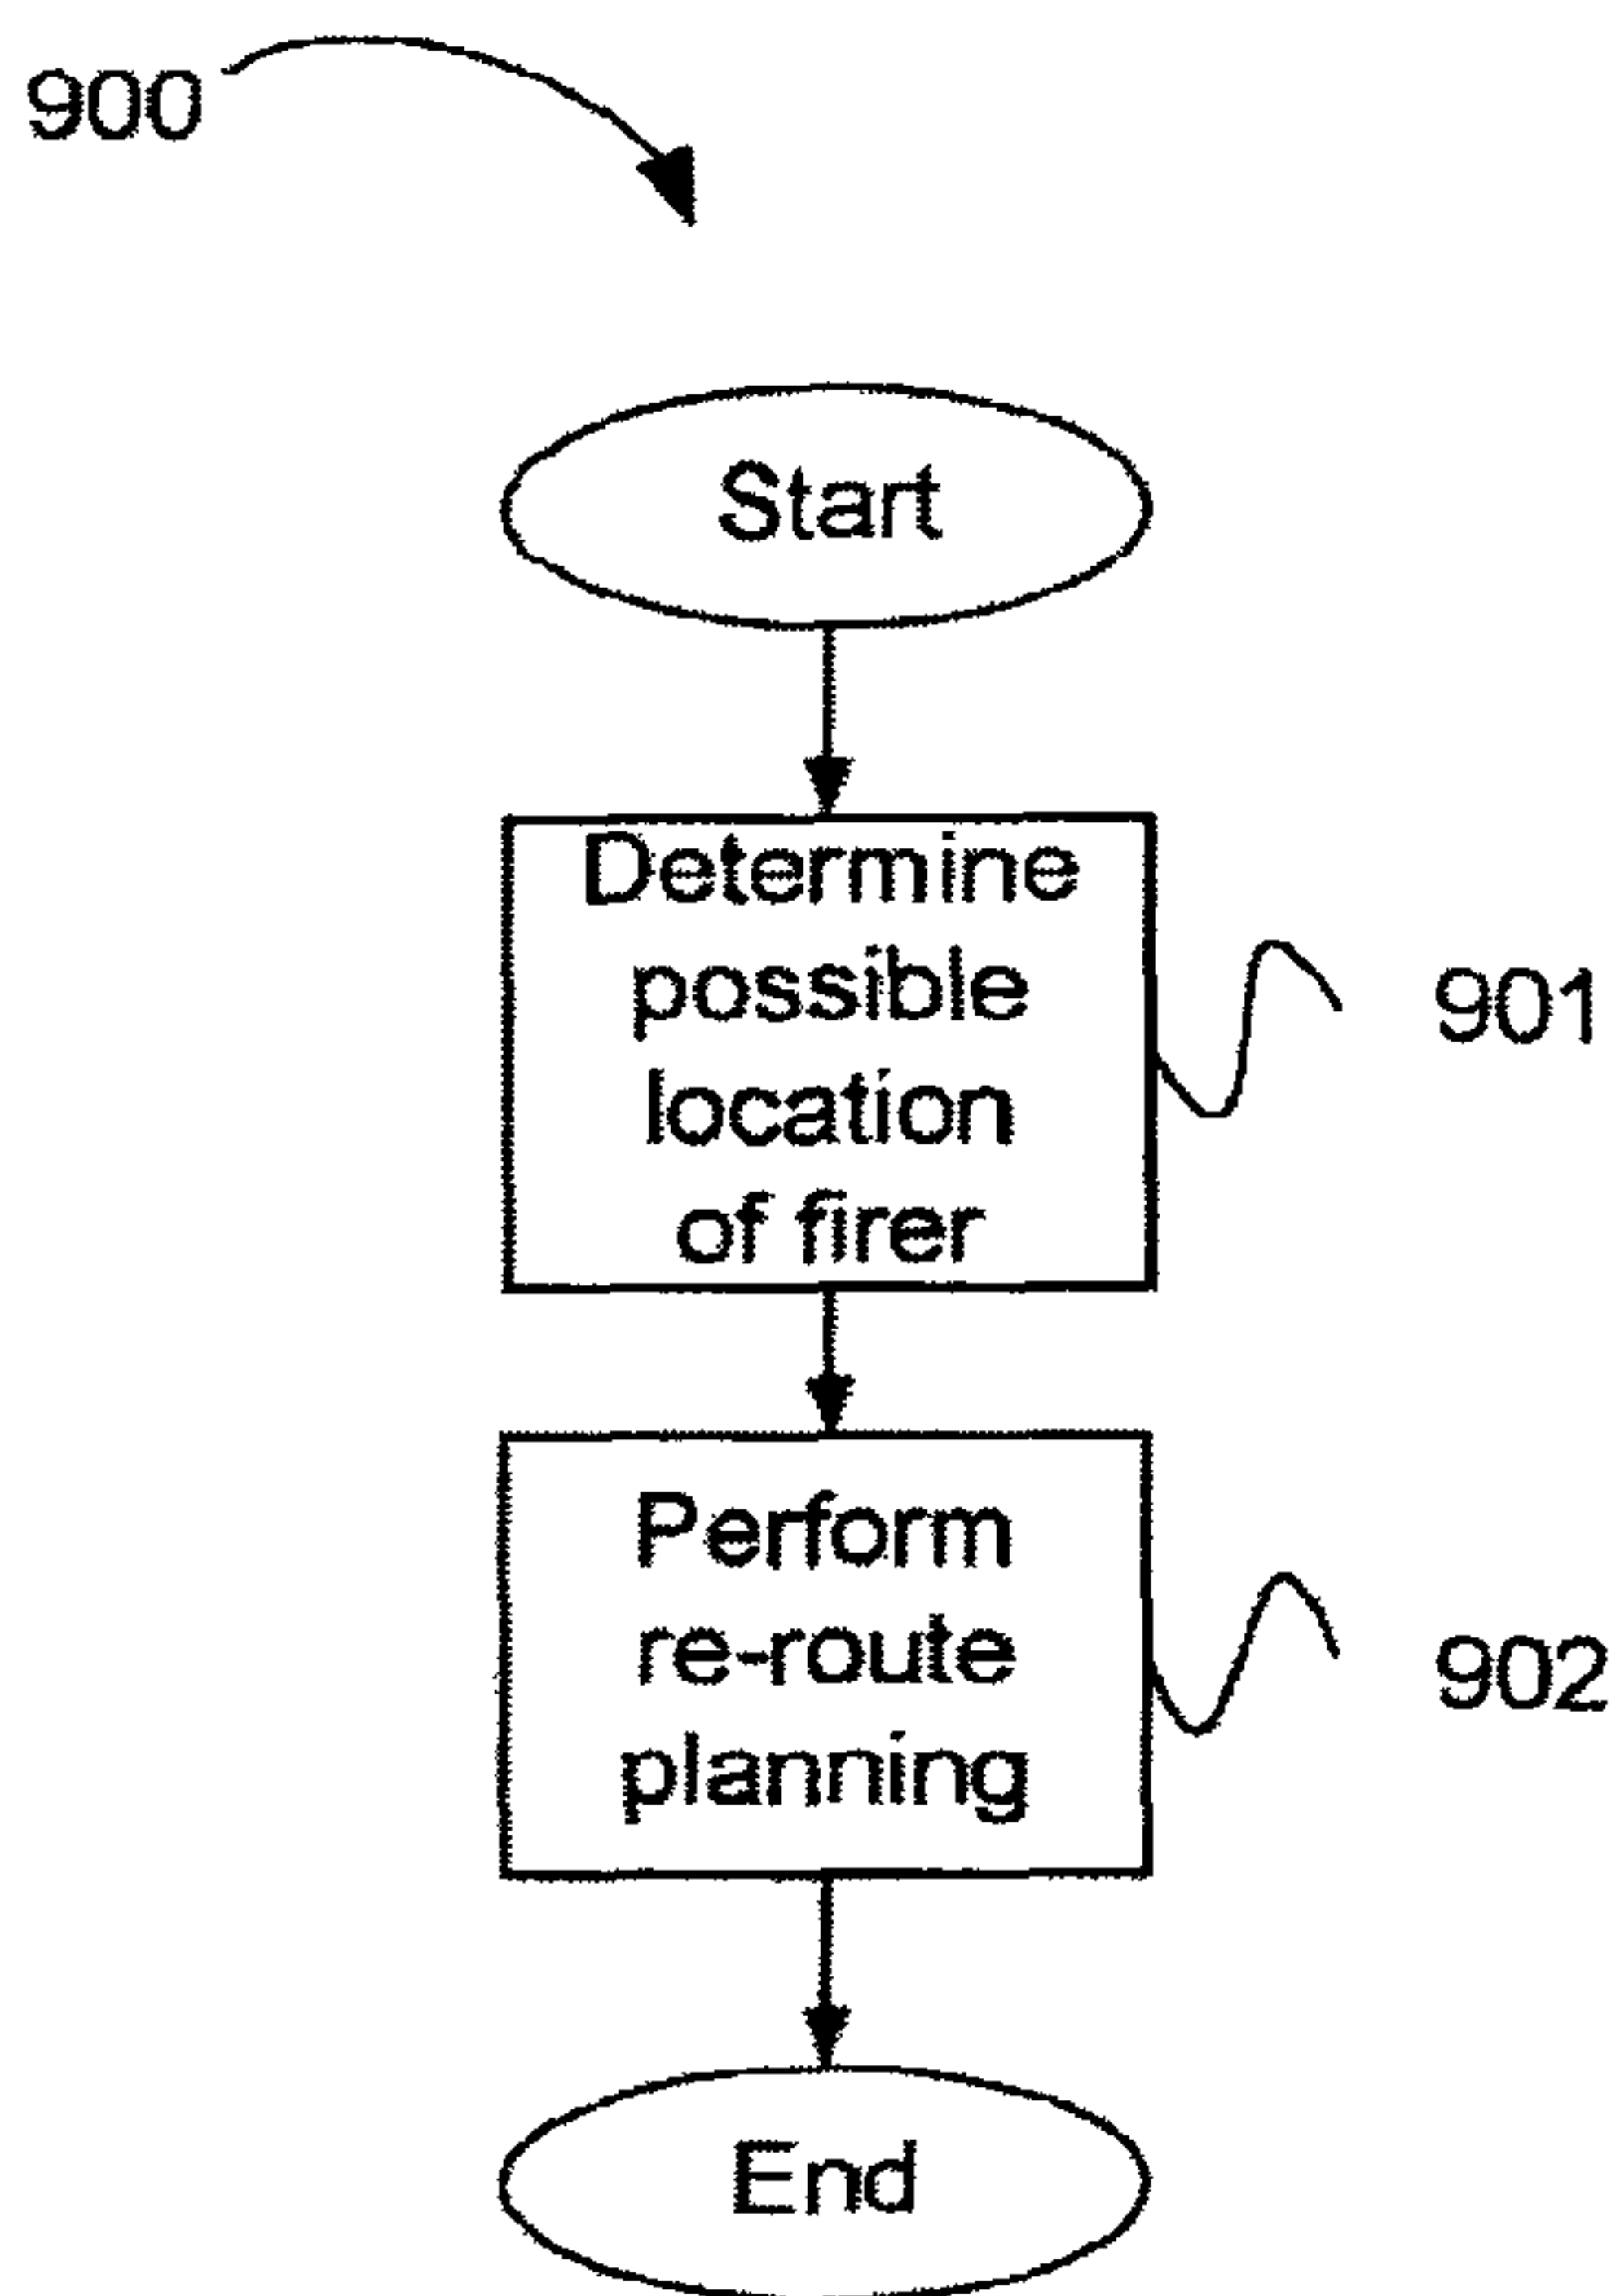 900
Start
Determine
possible
location
of firer
901
Perform
re-route
planning
902
End